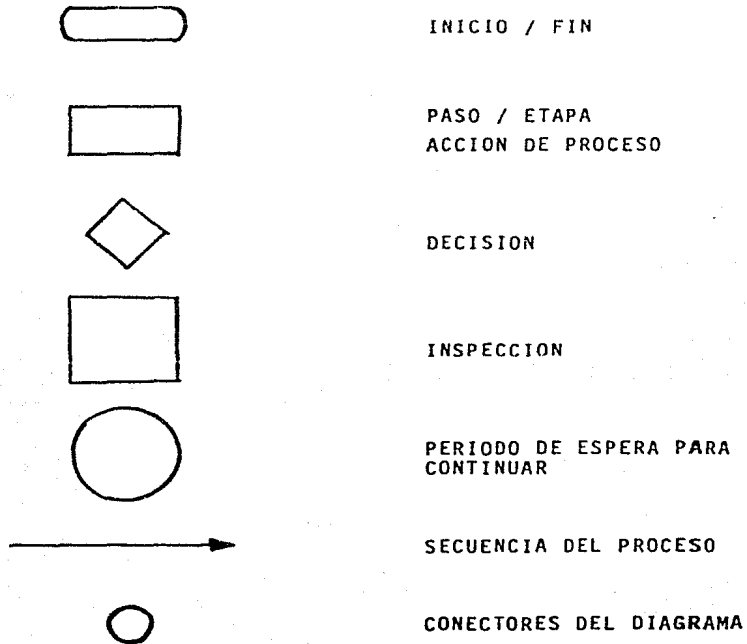 INICIO / FIN
PASO / ETAPA
ACCION DE PROCESO
DECISION
INSPECCION
PERIODO DE ESPERA PARA
CONTINUAR
SECUENCIA DEL PROCESO
CONECTORES DEL DIAGRAMA